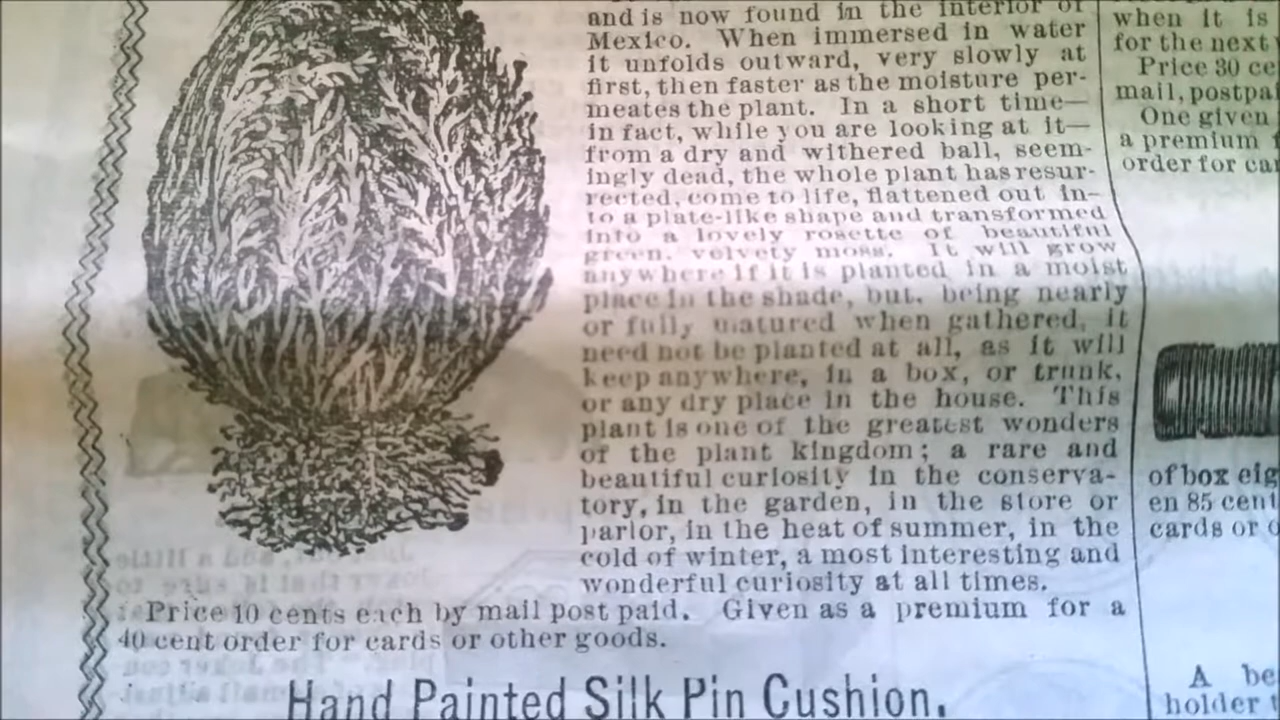 and is now found in the interior of
Mexico. When immersed in water
it unfolds outward, very slowly at
first, then faster as the moisture per-
meates the plant. In a short time—
in fact, while you are looking at it—
from a dry and withered ball, seem-
ingly dead, the whole plant has resur-
rected, come to life, flattened out in-
to a plate-like shape and transformed
into a lovely rosette of beautiful
green, velvety moss. It will grow
anywhere if it is planted in a moist
place in the shade, but, being nearly
or fully matured when gathered, it
need not be planted at all, as it will
keep anywhere, in a box, or trunk,
or any dry place in the house. This
plant is one of the greatest wonders
of the plant kingdom; a rare and
beautiful curiosity in the conserva-
tory, in the garden, in the store or
parlor, in the heat of summer, in the
cold of winter, a most interesting and
wonderful curiosity at all times.
Price 10 cents each by mail post paid. Given as a premium for a
40 cent order for cards or other goods.
Hand Painted Silk Pin Cushion.
when it is
for the next
Price 30 ce
mail, postpai
One given
a premium
order for car
of box eig
en 85 cent
cards or
A be
holder